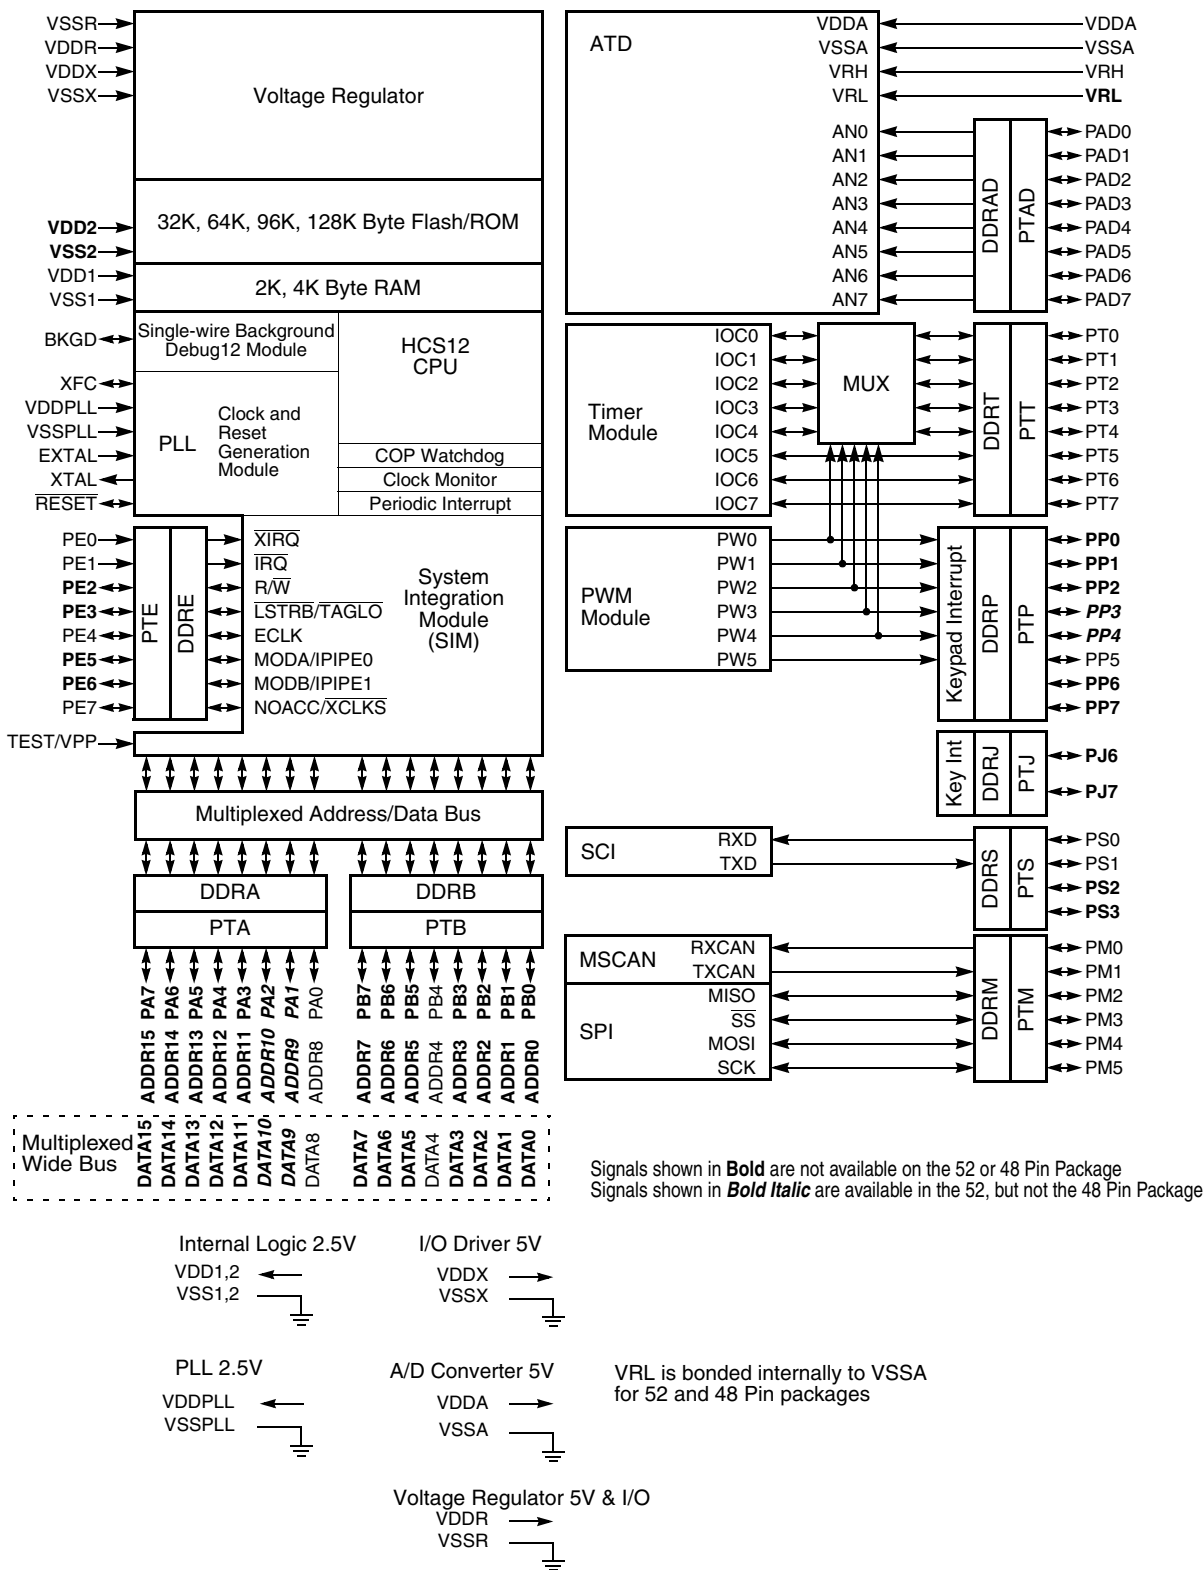 VSSR
VDDR
VDDX
VSSX
Voltage Regulator
VDD2
VSS2
VDD1
VSS1
32K, 64K, 96K, 128K Byte Flash/ROM
2K, 4K Byte RAM
BKGD
Single-wire Background
Debug12 Module
HCS12
CPU
XFC
VDDPLL
VSSPLL
EXTAL
XTAL
RESET
PLL
Clock and
Reset
Generation
Module
COP Watchdog
Clock Monitor
Periodic Interrupt
PE0
PE1
PE2
PE3
PE4
PE5
PE6
PE7
PTE
DDRE
XIRQ
IRQ
R/W
LSTRB/TAGLO
ECLK
MODA/IPIPE0
MODB/IPIPE1
NOACC/XCLKS
System
Integration
Module
(SIM)
TEST/VPP
Multiplexed Address/Data Bus
DDRA
PTA
DDRB
PTB
PA7
PA6
PA5
PA4
PA3
PA2
PA1
PA0
PB7
PB6
PB5
PB4
PB3
PB2
PB1
PB0
ADDR15
ADDR14
ADDR13
ADDR12
ADDR11
ADDR10
ADDR9
ADDR8
ADDR7
ADDR6
ADDR5
ADDR4
ADDR3
ADDR2
ADDR1
ADDR0
Multiplexed
Wide Bus
DATA15
DATA14
DATA13
DATA12
DATA11
DATA10
DATA9
DATA8
DATA7
DATA6
DATA5
DATA4
DATA3
DATA2
DATA1
DATA0
ATD
VDDA
VSSA
VRH
VRL
VDDA
VSSA
VRH
VRL
AN0
AN1
AN2
AN3
AN4
AN5
AN6
AN7
DDRAD
PTAD
PAD0
PAD1
PAD2
PAD3
PAD4
PAD5
PAD6
PAD7
Timer
Module
IOC0
IOC1
IOC2
IOC3
IOC4
IOC5
IOC6
IOC7
MUX
DDRT
PTT
PT0
PT1
PT2
PT3
PT4
PT5
PT6
PT7
PWM
Module
PW0
PW1
PW2
PW3
PW4
PW5
Keypad Interrupt
DDRP
PTP
PP0
PP1
PP2
PP3
PP4
PP5
PP6
PP7
Key Int
DDRJ
PTJ
PJ6
PJ7
SCI
RXD
TXD
DDRS
PTS
PS0
PS1
PS2
PS3
MSCAN
RXCAN
TXCAN
SPI
MISO
SS
MOSI
SCK
DDRM
PTM
PM0
PM1
PM2
PM3
PM4
PM5
Signals shown in Bold are not available on the 52 or 48 Pin Package
Signals shown in Bold Italic are available in the 52, but not the 48 Pin Package
Internal Logic 2.5V
VDD1,2
VSS1,2
I/O Driver 5V
VDDX
VSSX
PLL 2.5V
VDDPLL
VSSPLL
A/D Converter 5V
VDDA
VSSA
VRL is bonded internally to VSSA
for 52 and 48 Pin packages
Voltage Regulator 5V & I/O
VDDR
VSSR